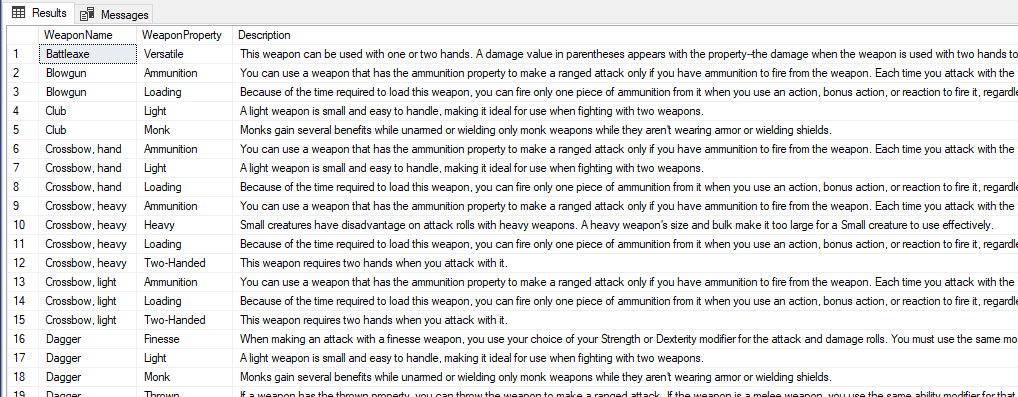 Results Messages
WeaponName WeaponProperty Description
1 Battleaxe Versatile This weapon can be used with one or two hands. A damage value in parentheses appears with the property--the damage when the weapon is used with two hands to
2 Blowgun Ammunition You can use a weapon that has the ammunition property to make a ranged attack only if you have ammunition to fire from the weapon. Each time you attack with the
3 Blowgun Loading Because of the time required to load this weapon, you can fire only one piece of ammunition from it when you use an action, bonus action, or reaction to fire it, regardle
4 Club Light A light weapon is small and easy to handle, making it ideal for use when fighting with two weapons.
5 Club Monk Monks gain several benefits while unarmed or wielding only monk weapons while they aren't wearing armor or wielding shields.
6 Crossbow, hand Ammunition You can use a weapon that has the ammunition property to make a ranged attack only if you have ammunition to fire from the weapon. Each time you attack with the
7 Crossbow, hand Light A light weapon is small and easy to handle, making it ideal for use when fighting with two weapons.
8 Crossbow, hand Loading Because of the time required to load this weapon, you can fire only one piece of ammunition from it when you use an action, bonus action, or reaction to fire it, regardle
9 Crossbow, heavy Ammunition You can use a weapon that has the ammunition property to make a ranged attack only if you have ammunition to fire from the weapon. Each time you attack with the
10 Crossbow, heavy Heavy Small creatures have disadvantage on attack rolls with heavy weapons. A heavy weapon's size and bulk make it too large for a Small creature to use effectively.
11 Crossbow, heavy Loading Because of the time required to load this weapon, you can fire only one piece of ammunition from it when you use an action, bonus action, or reaction to fire it, regardle
12 Crossbow, heavy Two-Handed This weapon requires two hands when you attack with it.
13 Crossbow, light Ammunition You can use a weapon that has the ammunition property to make a ranged attack only if you have ammunition to fire from the weapon. Each time you attack with the
14 Crossbow, light Loading Because of the time required to load this weapon, you can fire only one piece of ammunition from it when you use an action, bonus action, or reaction to fire it, regardle
15 Crossbow, light Two-Handed This weapon requires two hands when you attack with it.
16 Dagger Finesse When making an attack with a finesse weapon, you use your choice of your Strength or Dexterity modifier for the attack and damage rolls. You must use the same mo
17 Dagger Light A light weapon is small and easy to handle, making it ideal for use when fighting with two weapons.
18 Dagger Monk Monks gain several benefits while unarmed or wielding only monk weapons while they aren't wearing armor or wielding shields.
19 Dagger Thrown If a weapon has the thrown property, you can throw the weapon to make a ranged attack. If the weapon is a melee weapon, you use the same ability modifier for that